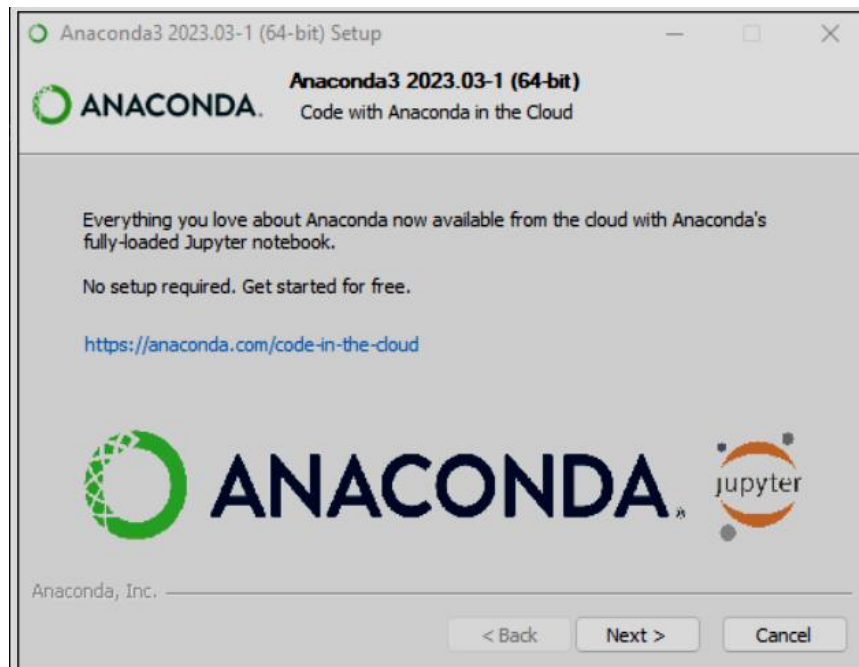 Anaconda3 2023.03-1 (64-bit) Setup
ANACONDA.
Anaconda3 2023.03-1 (64-bit)
Code with Anaconda in the Cloud
Everything you love about Anaconda now available from the cloud with Anaconda's
fully-loaded Jupyter notebook.
No setup required. Get started for free.
https://anaconda.com/code-in-the-cloud
ANACONDA.
jupyter
Anaconda, Inc.
< Back
Next >
Cancel